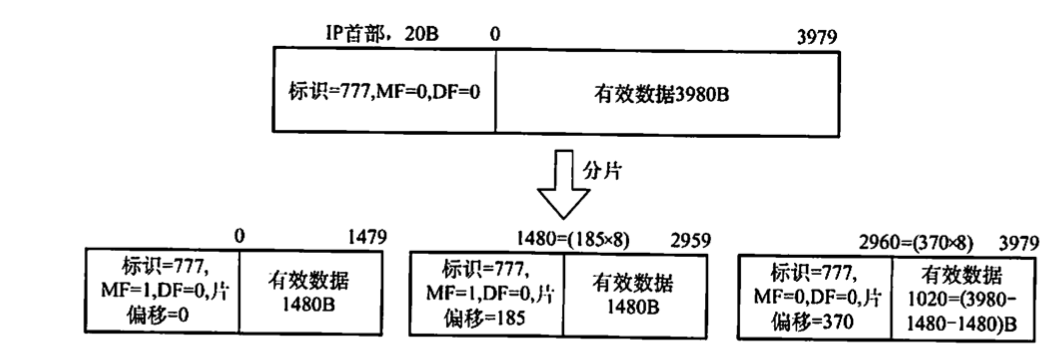 IP首部，20B 0 3979
标识=777,MF=0,DF=0 有效数据3980B
分片
0 1479
标识=777,
MF=1,DF=0,片
偏移=0
有效数据
1480B
1480=(185×8) 2959
标识=777,
MF=1,DF=0,片
偏移=185
有效数据
1480B
2960=(370×8) 3979
标识=777,
MF=0,DF=0,片
偏移=370
有效数据
1020=(3980-
1480-1480)B